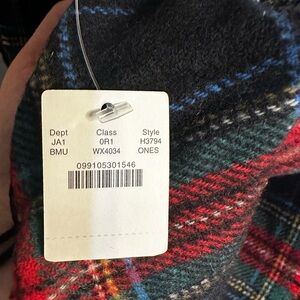 Dept Class Style
JA1 0R1 H3794
BMU WX4034 ONES
099105301546